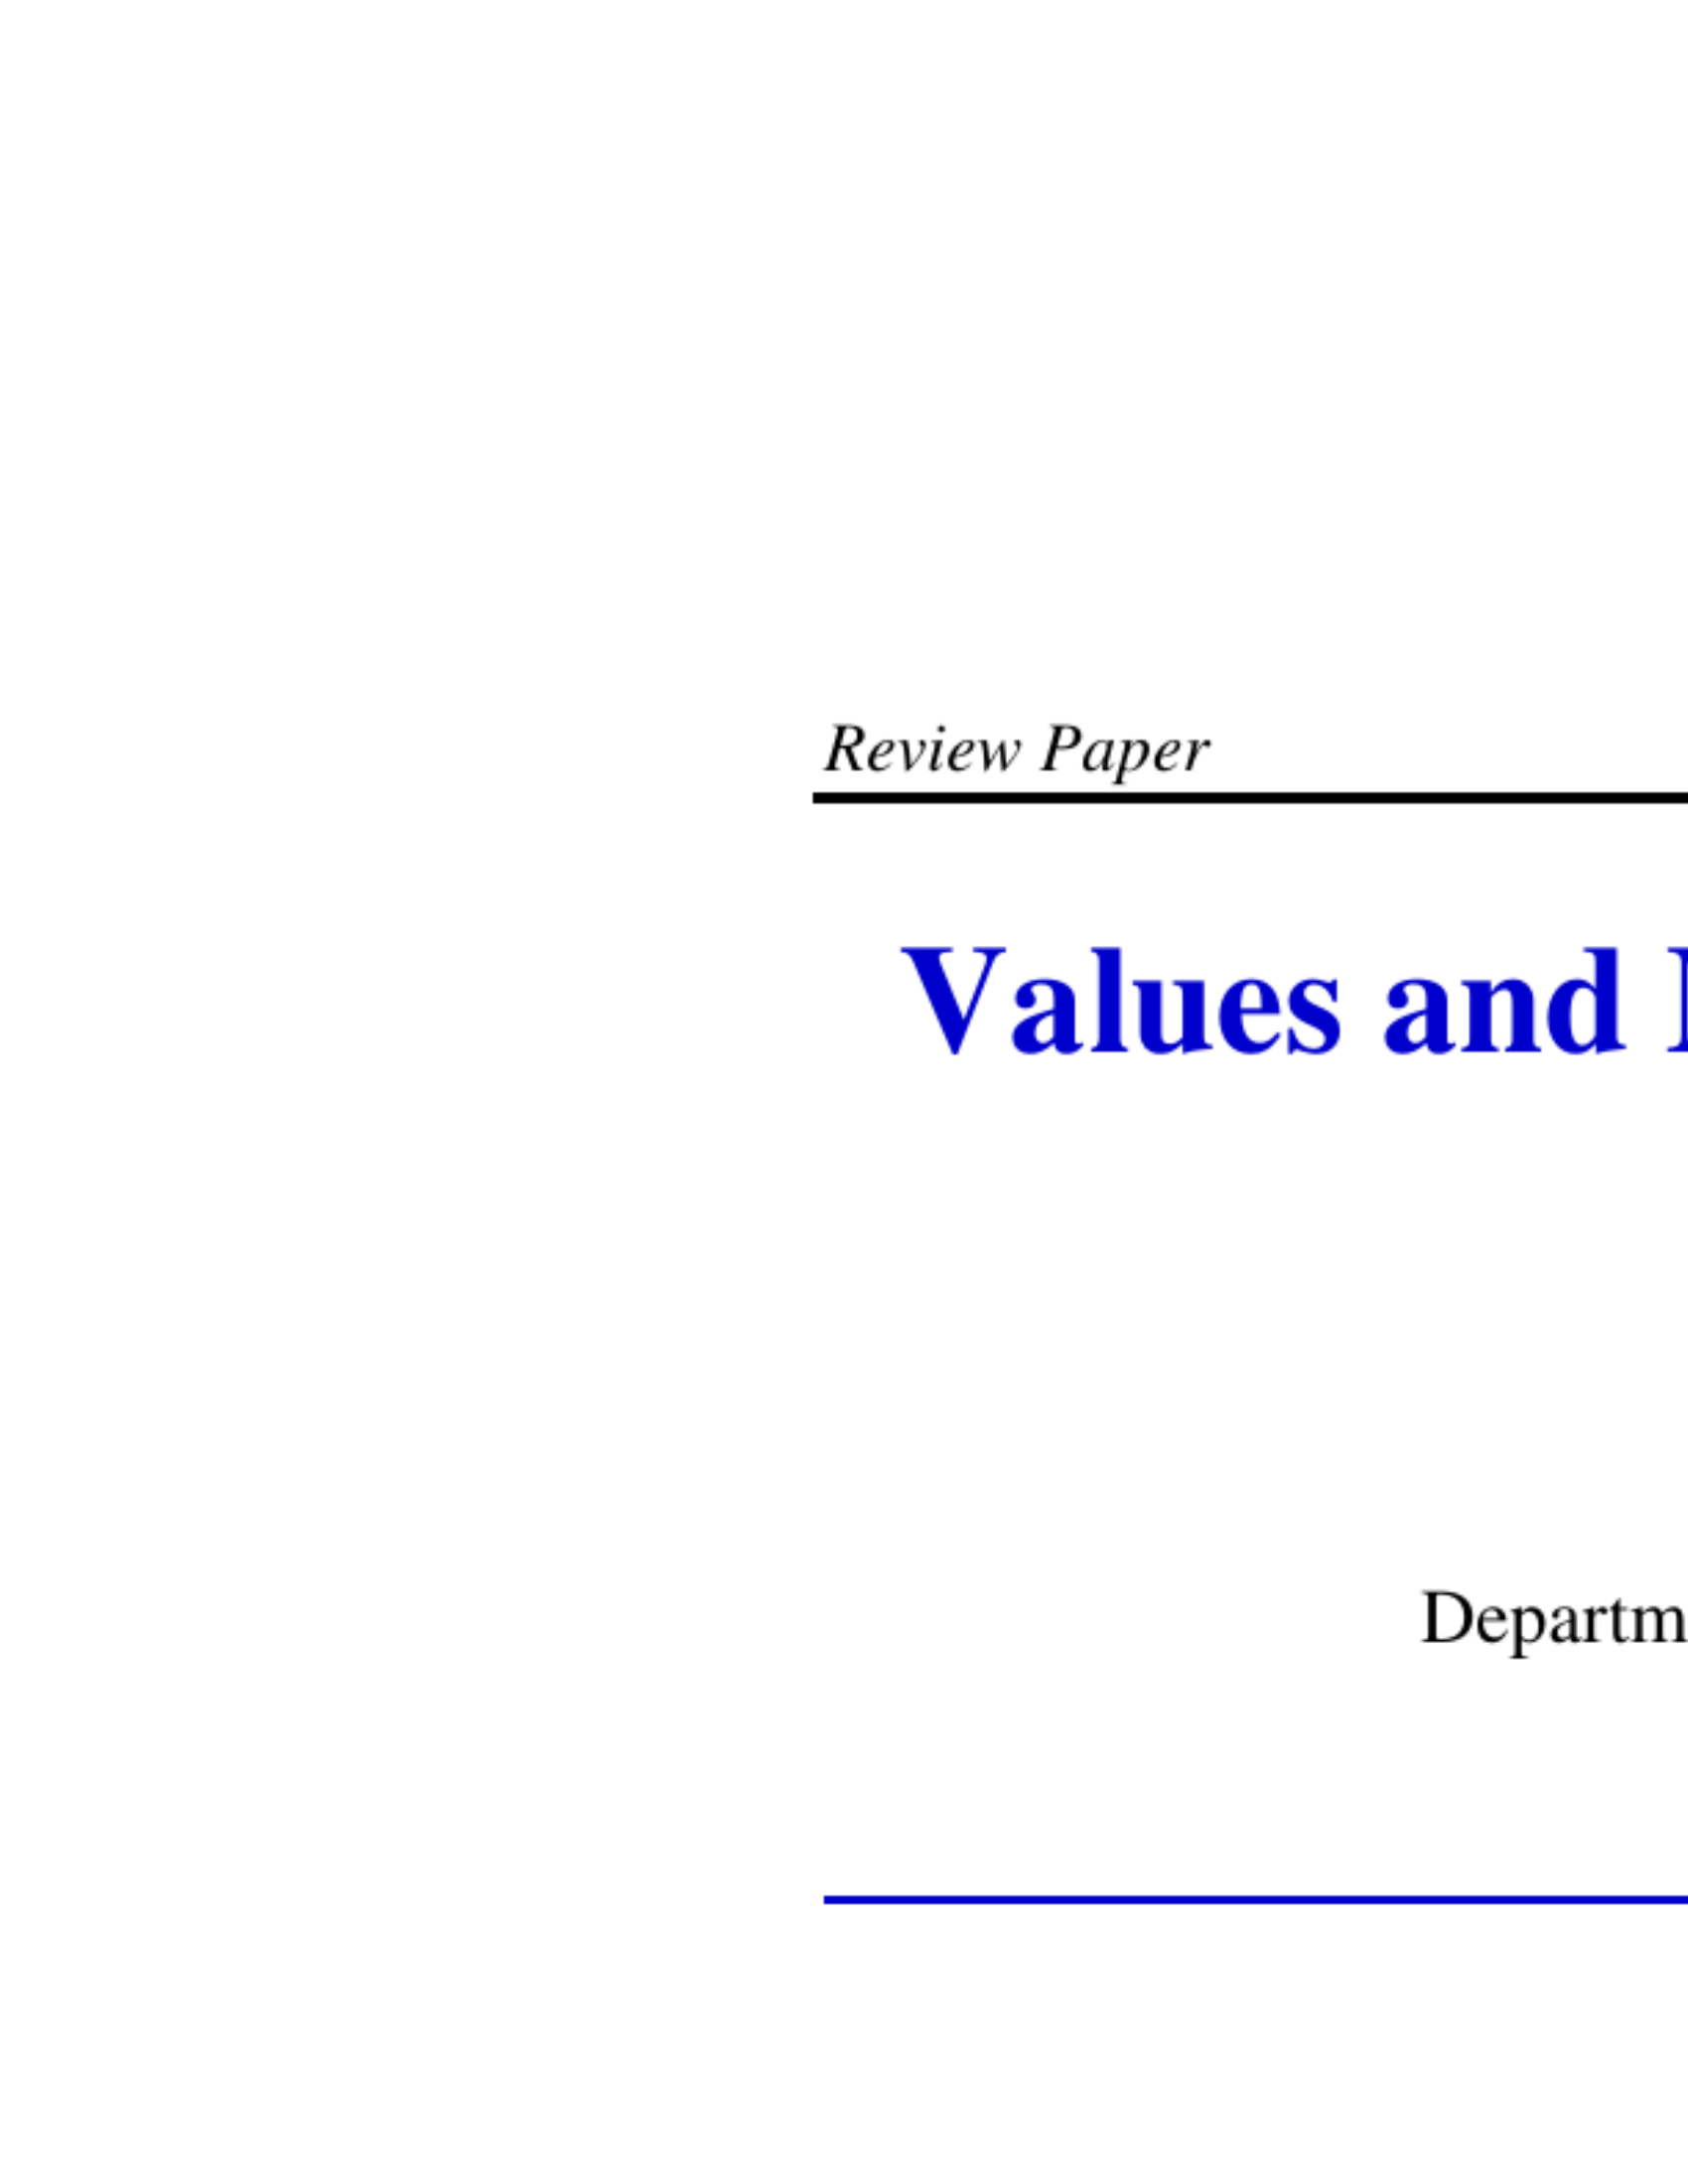 Review Paper
Values and
Departm